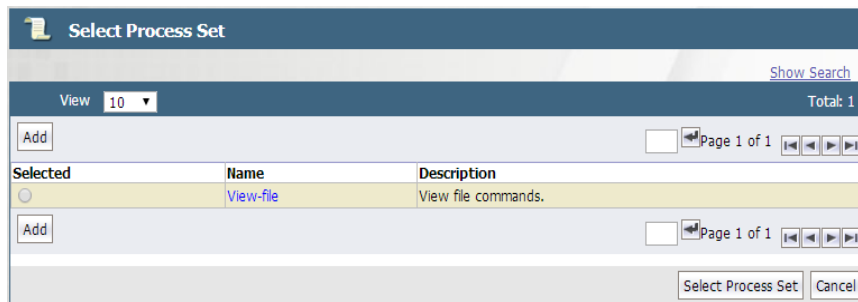 Select Process Set
Show Search
View 10 Total: 1
Add Page 1 of 1
Selected Name Description
View-file View file commands.
Add Page 1 of 1
Select Process Set Cancel